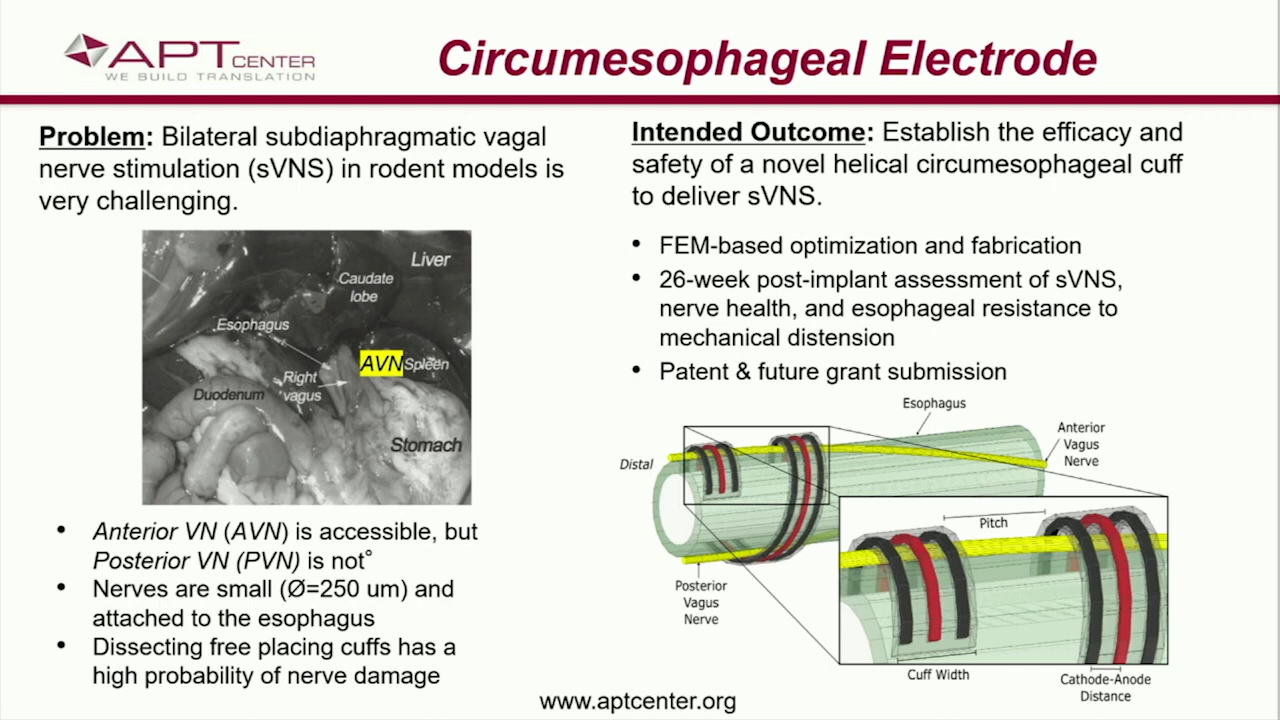 APT CENTER
WE BUILD TRANSLATION
Circumesophageal Electrode
Problem: Bilateral subdiaphragmatic vagal
nerve stimulation (sVNS) in rodent models is
very challenging.
Liver
Caudate
lobe
Esophagus
AVN
Spleen
Right
vagus
Duodenum
Stomach
• Anterior VN (AVN) is accessible, but
Posterior VN (PVN) is not°
• Nerves are small (Ø=250 um) and
attached to the esophagus
• Dissecting free placing cuffs has a
high probability of nerve damage
Intended Outcome: Establish the efficacy and
safety of a novel helical circumesophageal cuff
to deliver sVNS.
• FEM-based optimization and fabrication
• 26-week post-implant assessment of sVNS,
nerve health, and esophageal resistance to
mechanical distension
• Patent & future grant submission
Esophagus
Anterior
Vagus
Nerve
Distal
Pitch
Posterior
Vagus
Nerve
Cuff Width
Cathode-Anode
Distance
www.aptcenter.org